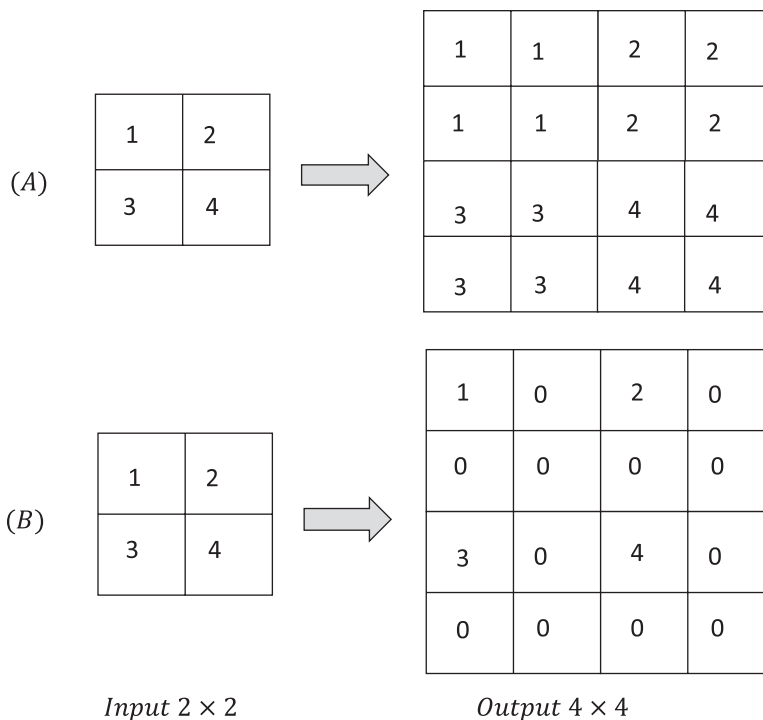 1 1 2 2
1 2 1 1 2 2
(A)
3 4 3 3 4 4
3 3 4 4
1 0 2 0
1 2 0 0 0 0
(B)
3 4 3 0 4 0
0 0 0 0
Input 2 × 2 Output 4 × 4